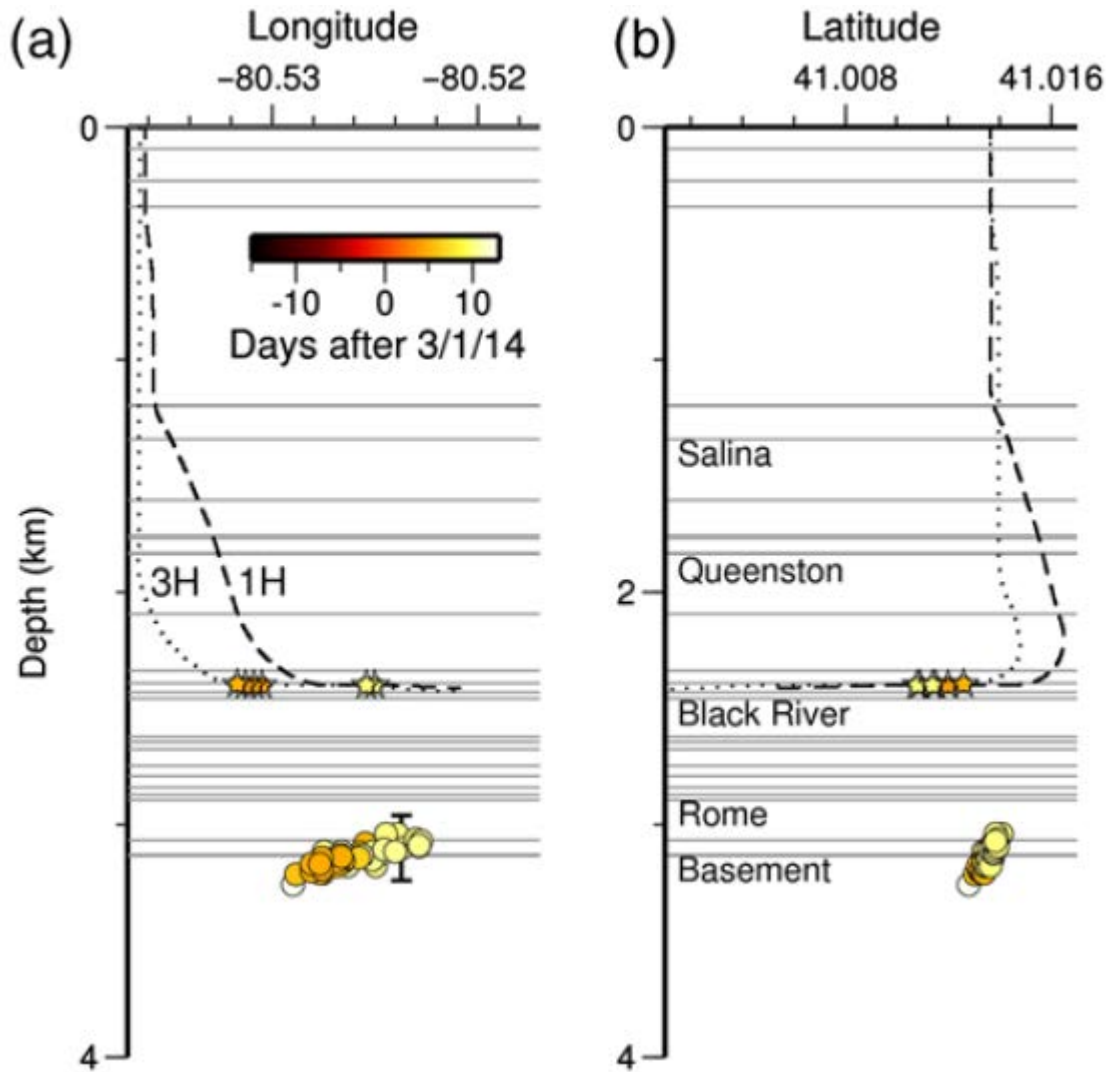 (a) Longitude
−80.53 −80.52
0
-10 0 10
Days after 3/1/14
3H 1H
Depth (km)
4
(b) Latitude
41.008 41.016
0
Salina
Queenston
2
Black River
Rome
Basement
4